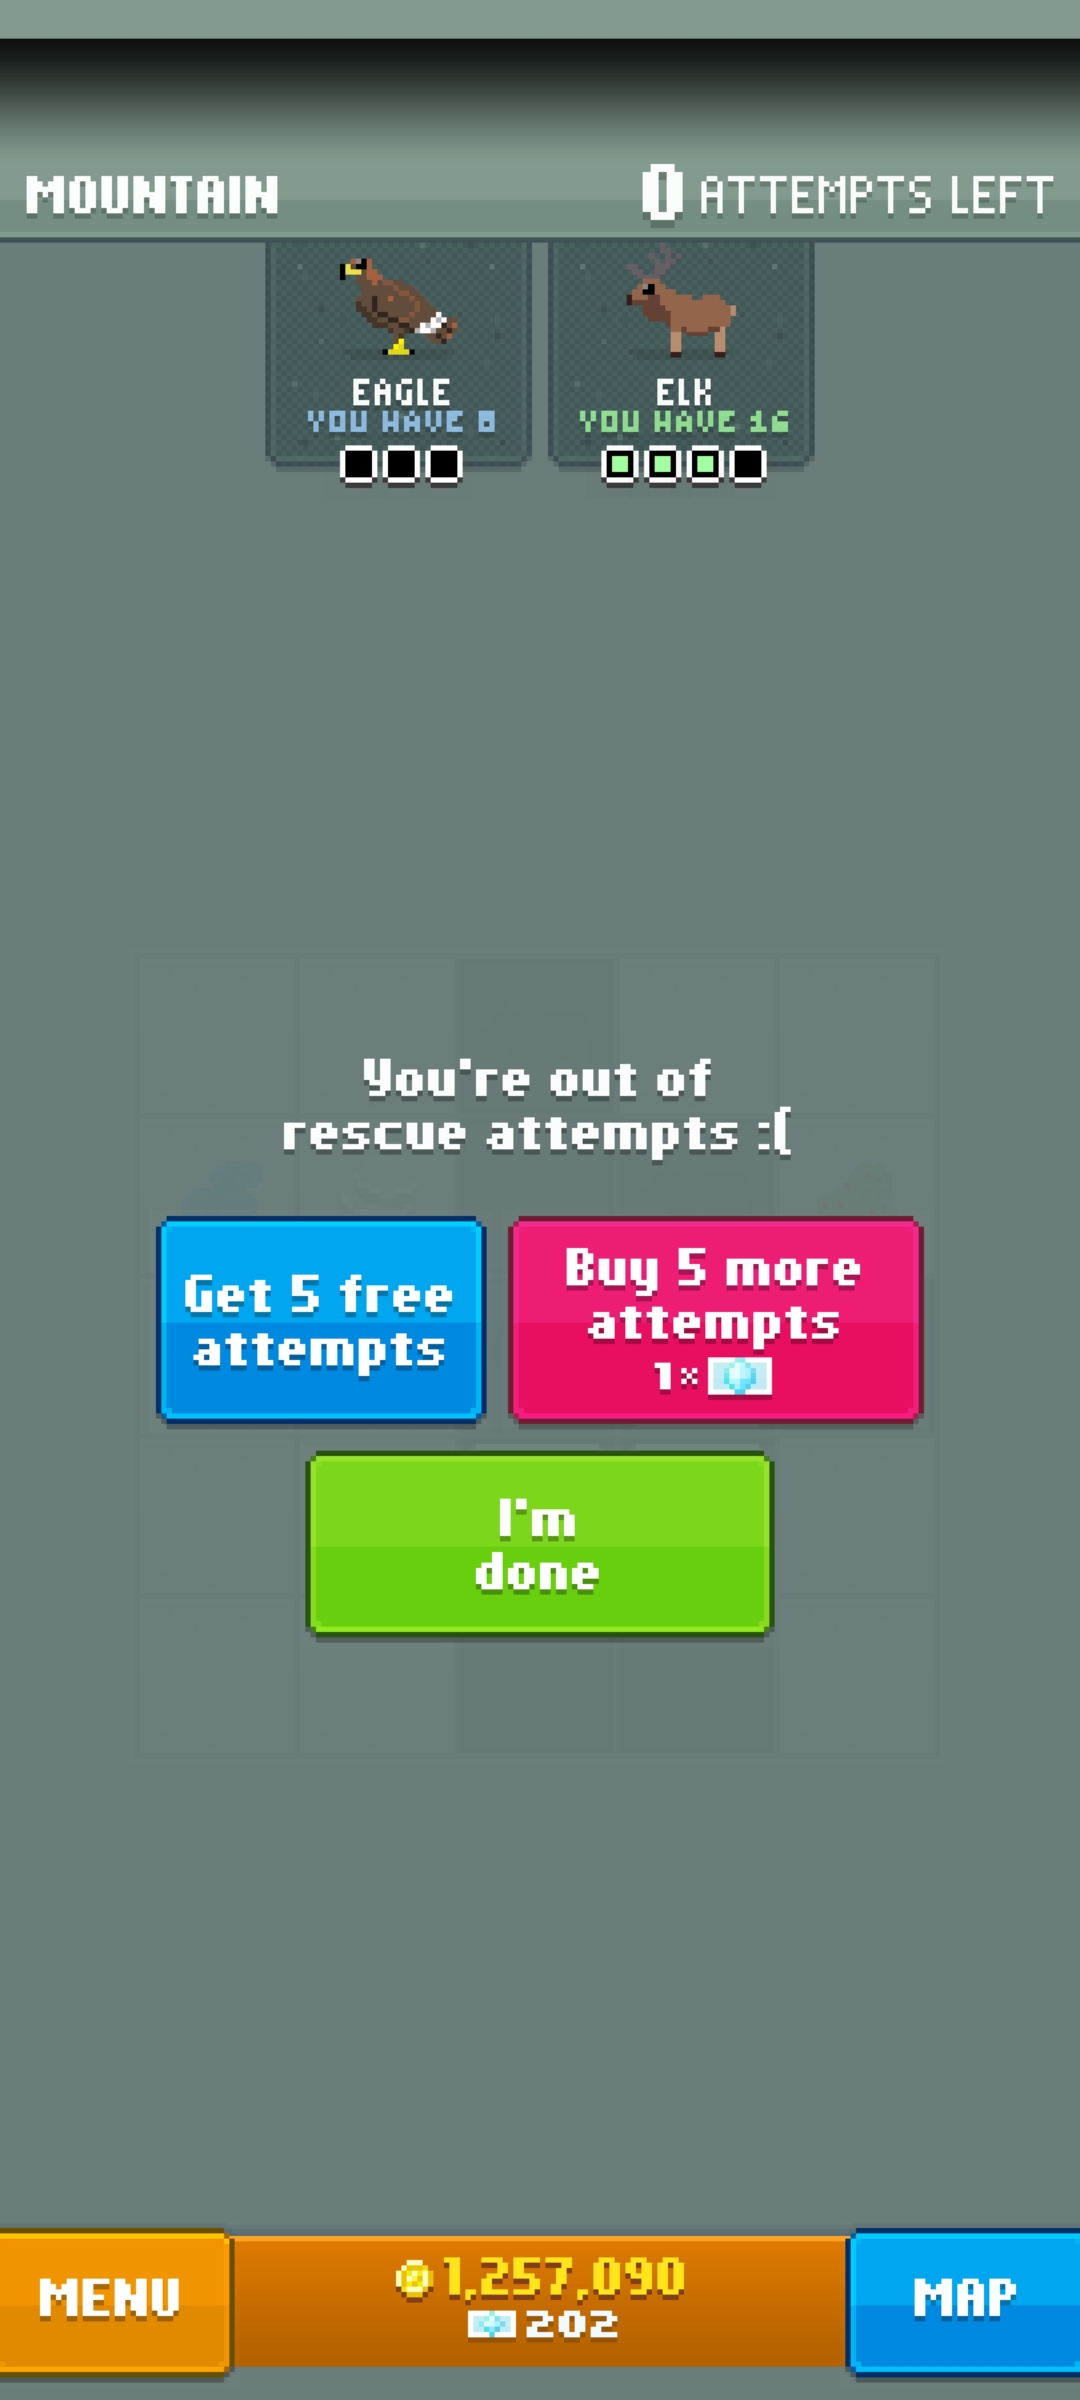 MOUNTAIN
0 ATTEMPTS LEFT
EAGLE
YOU HAVE 8
ELK
YOU HAVE 16
You're out of
rescue attempts :(
Get 5 free
attempts
Buy 5 more
attempts
1×
I'm
done
MENU
1,257,090
202
MAP